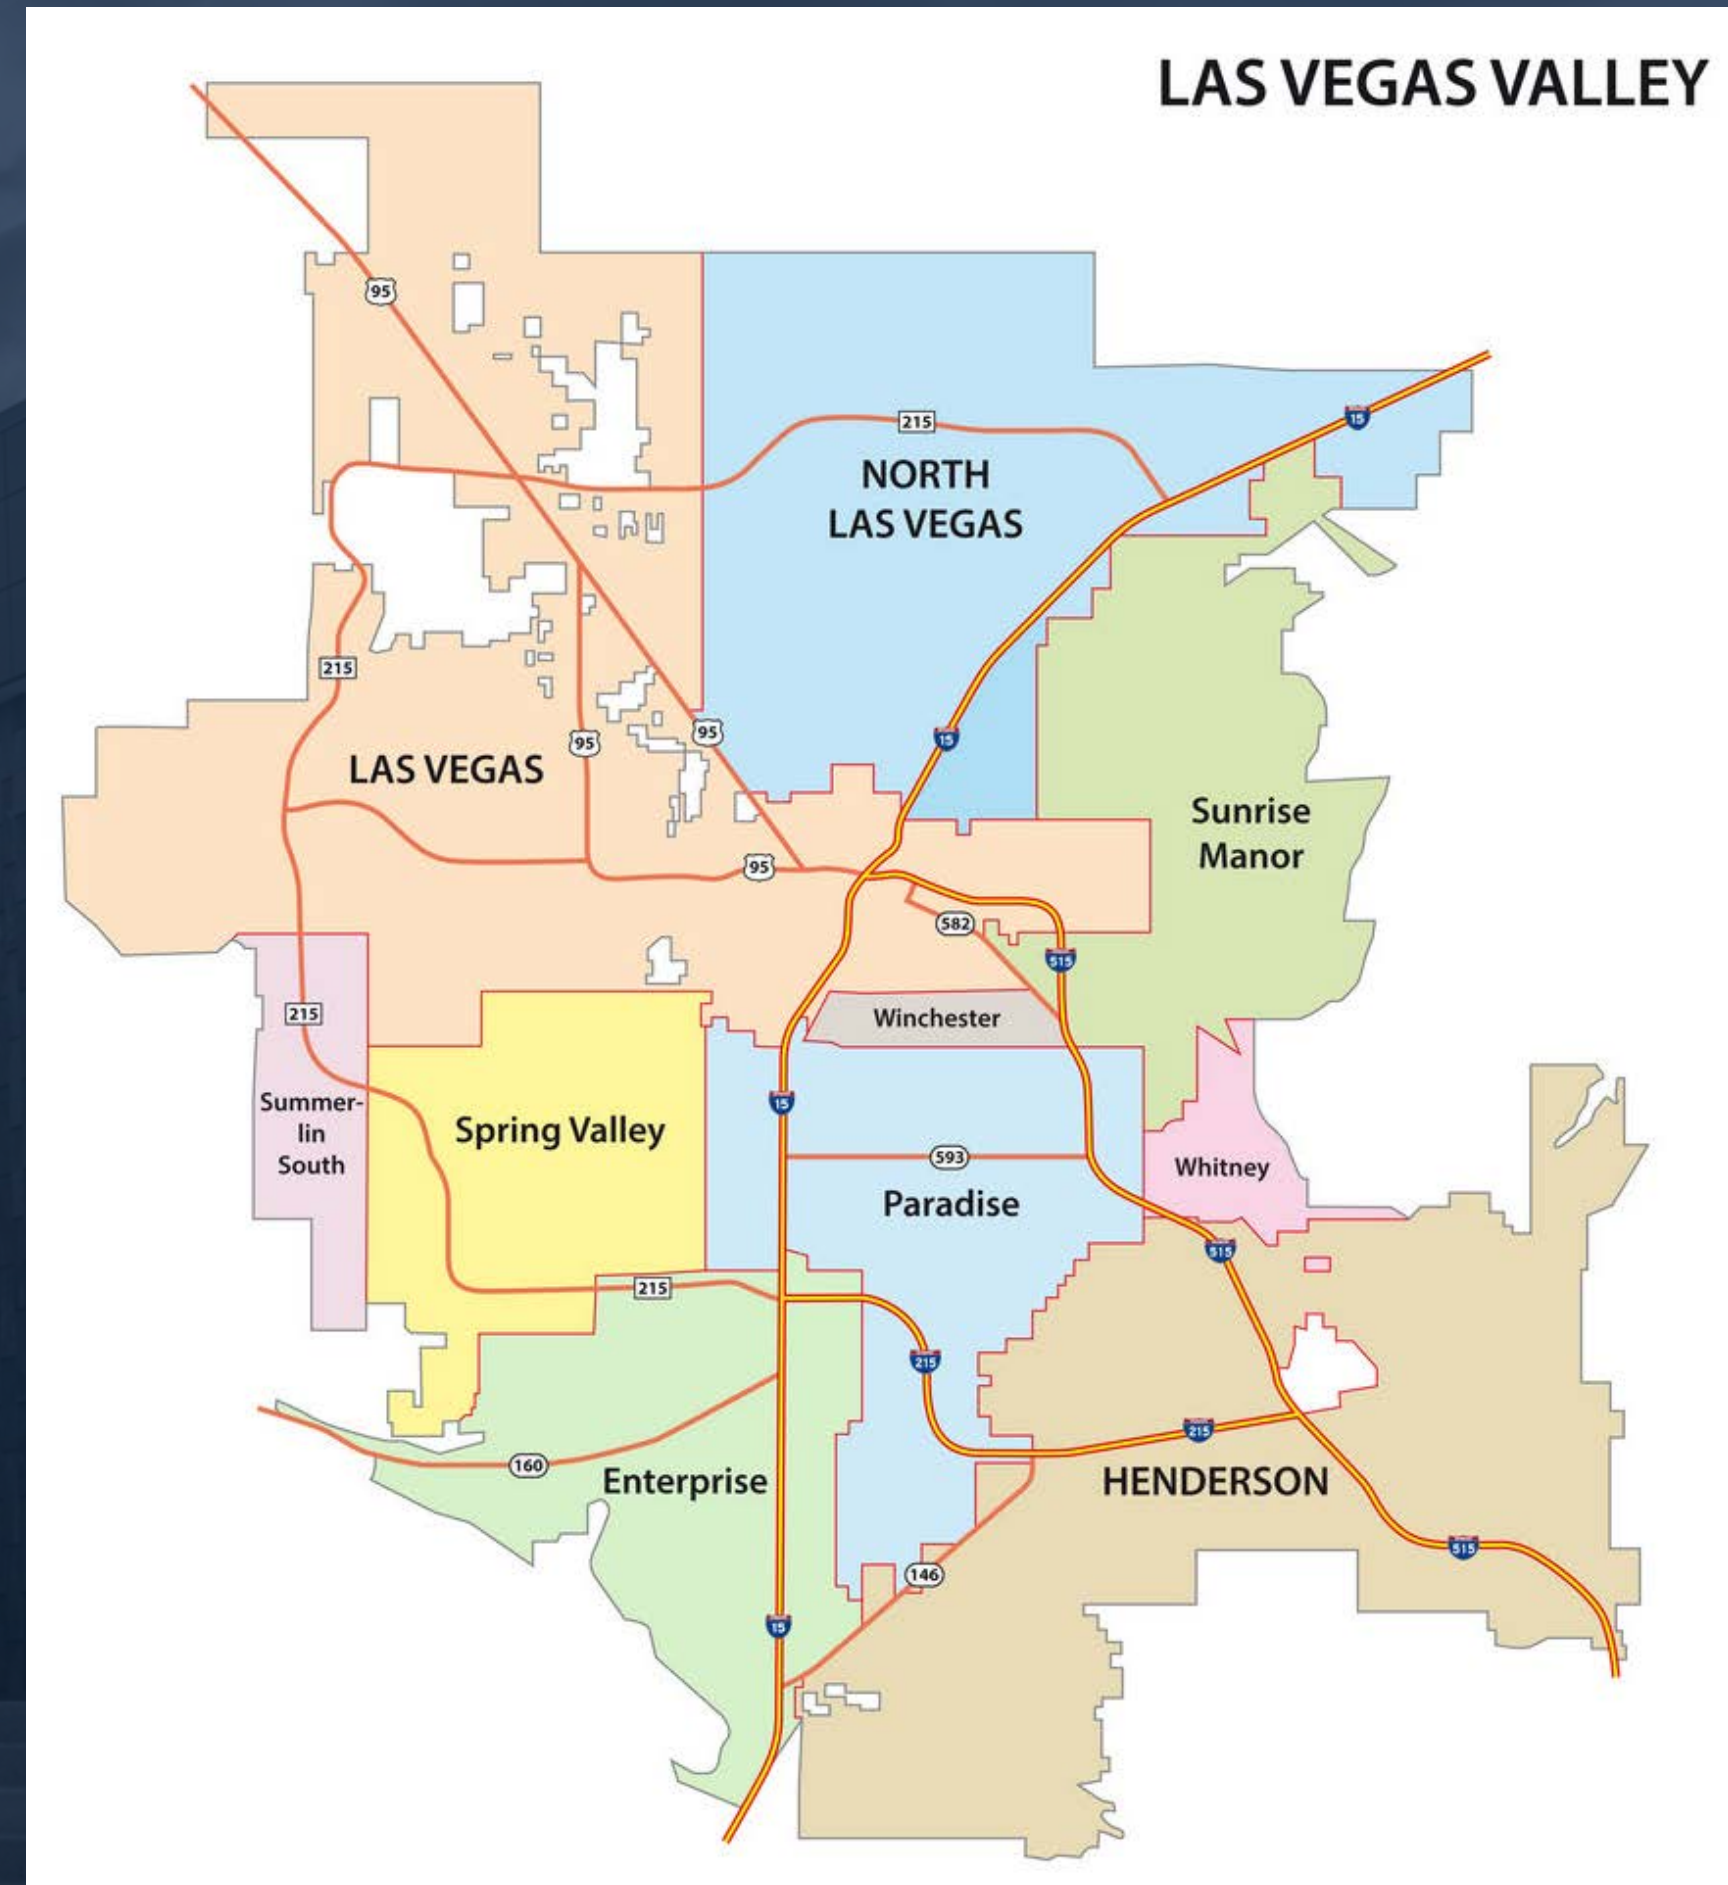 LAS VEGAS VALLEY
95
15
215
NORTH
LAS VEGAS
215
95
95
15
LAS VEGAS
Sunrise
Manor
95
582
515
215
Winchester
15
Summer-
lin
South
Spring Valley
593
Whitney
Paradise
515
215
215
215
160
Enterprise
HENDERSON
515
146
15